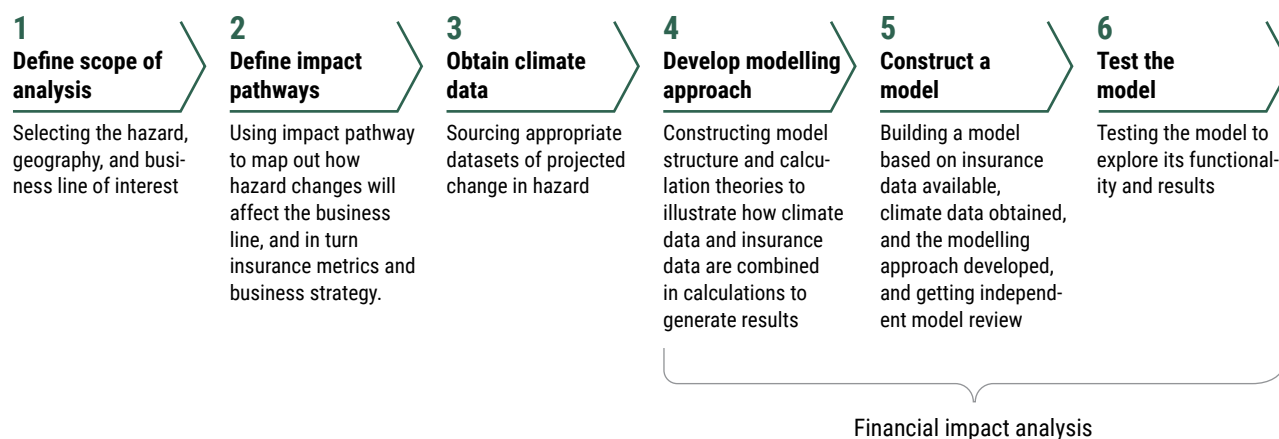 1
Define scope of
analysis
Selecting the hazard,
geography, and busi-
ness line of interest
2
Define impact
pathways
Using impact pathway
to map out how
hazard changes will
affect the business
line, and in turn
insurance metrics and
business strategy.
3
Obtain climate
data
Sourcing appropriate
datasets of projected
change in hazard
4
Develop modelling
approach
Constructing model
structure and calcu-
lation theories to
illustrate how climate
data and insurance
data are combined
in calculations to
generate results
5
Construct a
model
Building a model
based on insurance
data available,
climate data obtained,
and the modelling
approach developed,
and getting independ-
ent model review
6
Test the
model
Testing the model to
explore its functional-
ity and results
Financial impact analysis